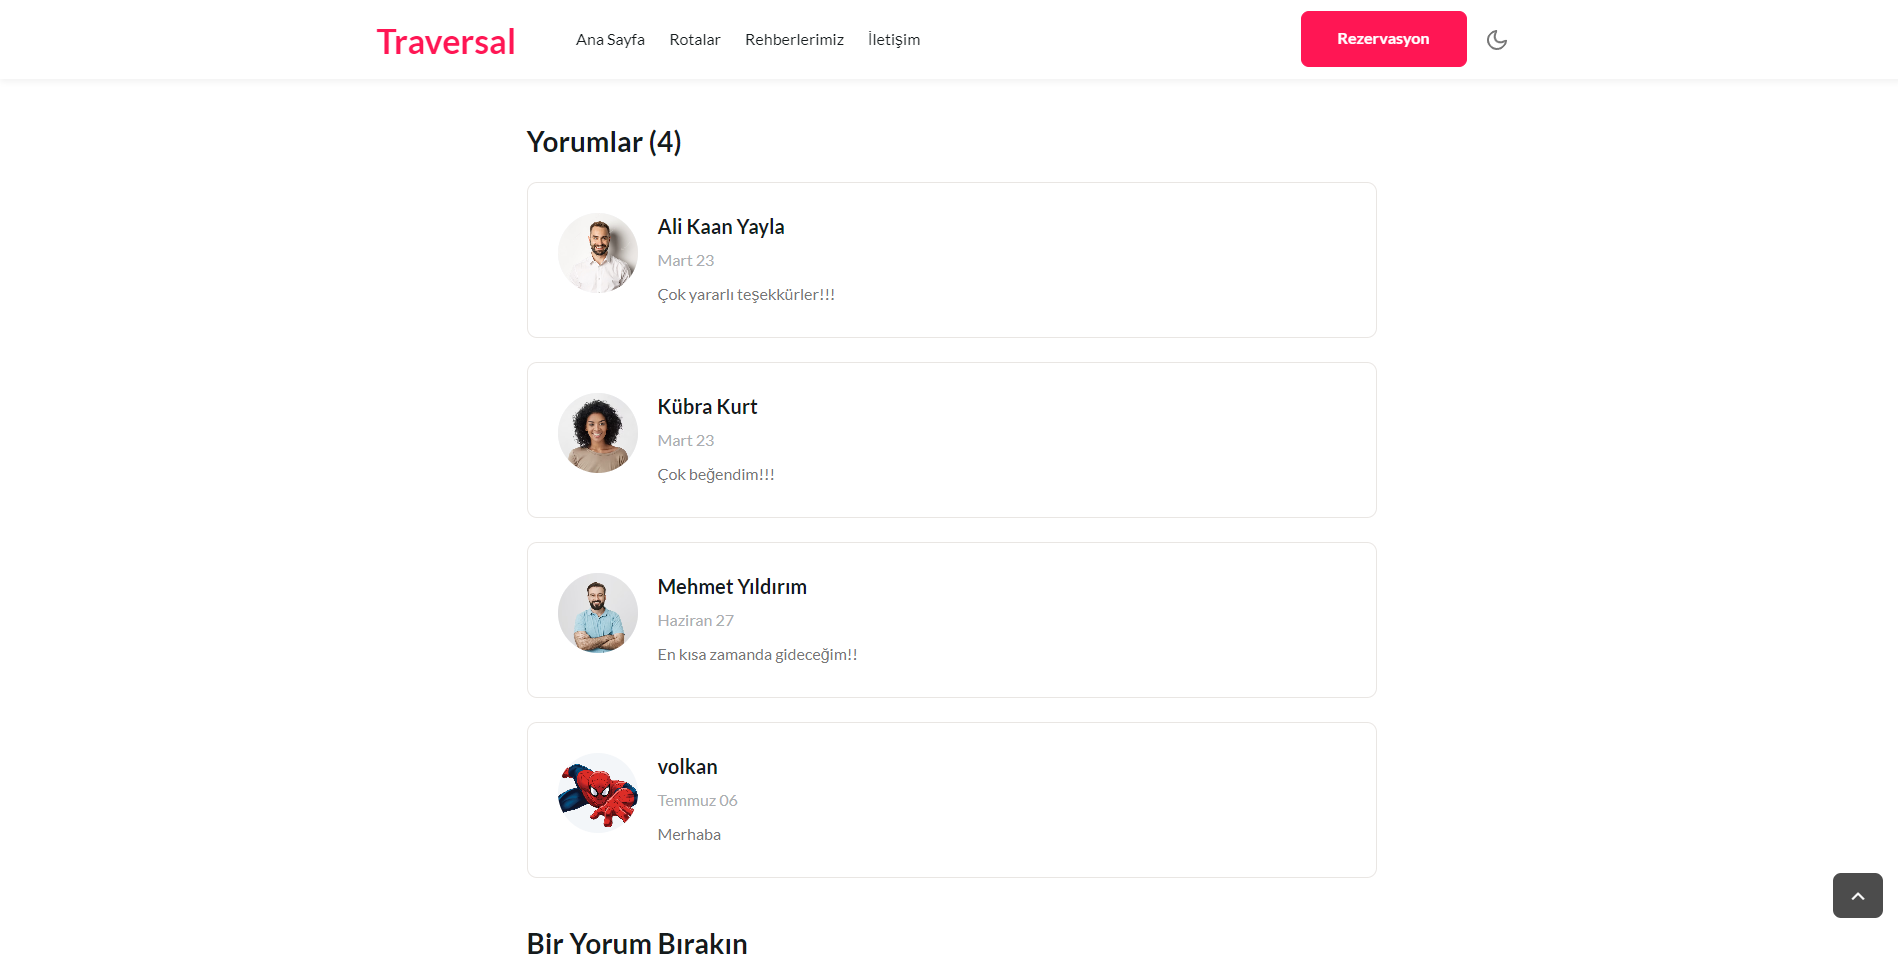 Traversal
Ana Sayfa
Rotalar
Rehberlerimiz
İletişim
Rezervasyon
Yorumlar (4)
Ali Kaan Yayla
Mart 23
Çok yararlı teşekkürler!!!
Kübra Kurt
Mart 23
Çok beğendim!!!
Mehmet Yıldırım
Haziran 27
En kısa zamanda gideceğim!!
volkan
Temmuz 06
Merhaba
Bir Yorum Bırakın